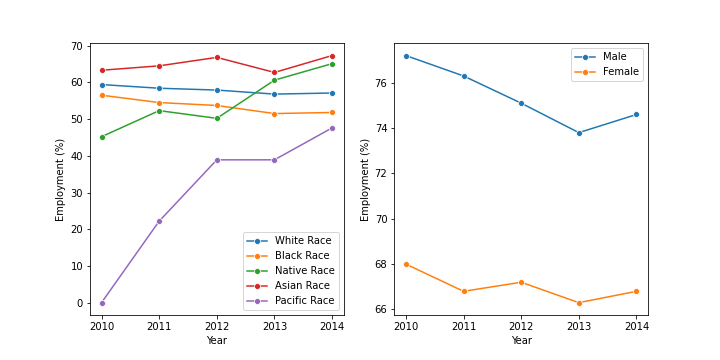 70
60
50
40
30
20
10
0
Employment (%)
2010 2011 2012 2013 2014
Year
White Race
Black Race
Native Race
Asian Race
Pacific Race
76
74
72
70
68
66
Employment (%)
2010 2011 2012 2013 2014
Year
Male
Female